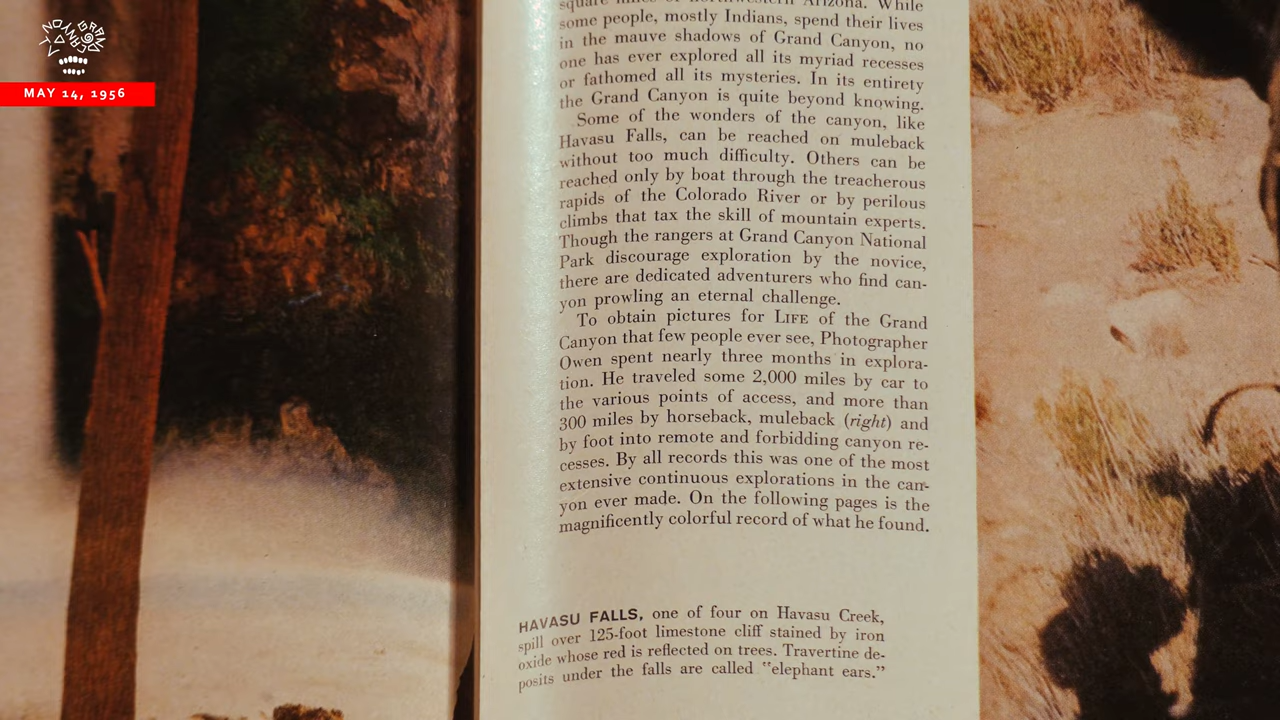 GRAND CANYON
MAY 14, 1956
square miles of northwestern Arizona. While
some people, mostly Indians, spend their lives
in the mauve shadows of Grand Canyon, no
one has ever explored all its myriad recesses
or fathomed all its mysteries. In its entirety
the Grand Canyon is quite beyond knowing.
Some of the wonders of the canyon, like
Havasu Falls, can be reached on muleback
without too much difficulty. Others can be
reached only by boat through the treacherous
rapids of the Colorado River or by perilous
climbs that tax the skill of mountain experts.
Though the rangers at Grand Canyon National
Park discourage exploration by the novice,
there are dedicated adventurers who find can-
yon prowling an eternal challenge.
To obtain pictures for LIFE of the Grand
Canyon that few people ever see, Photographer
Owen spent nearly three months in explora-
tion. He traveled some 2,000 miles by car to
the various points of access, and more than
300 miles by horseback, muleback (right) and
by foot into remote and forbidding canyon re-
cesses. By all records this was one of the most
extensive continuous explorations in the can-
yon ever made. On the following pages is the
magnificently colorful record of what he found.
HAVASU FALLS, one of four on Havasu Creek,
spill over 125-foot limestone cliff stained by iron
oxide whose red is reflected on trees. Travertine de-
posits under the falls are called "elephant ears."